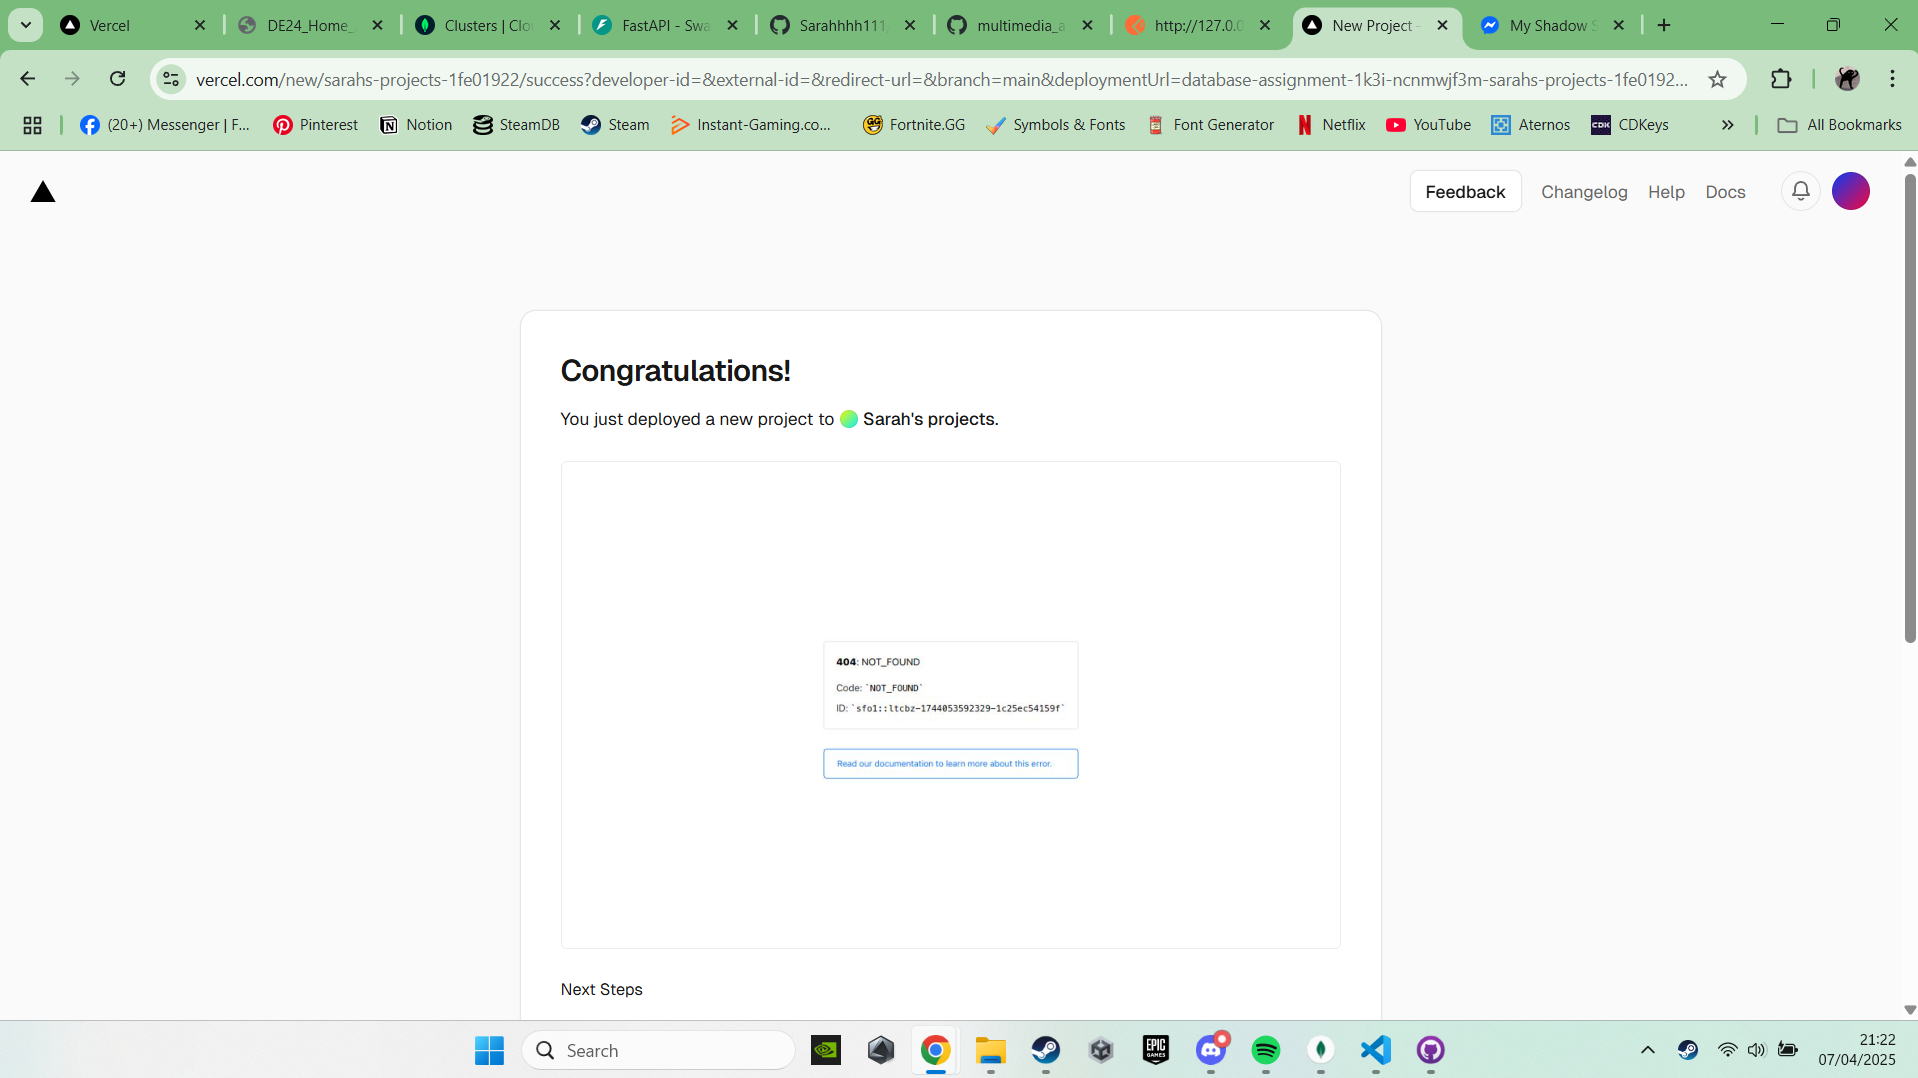 Vercel
DE24_Home_
Clusters | Clo
FastAPI - Swa
Sarahhhh111
multimedia_a
http://127.0.0
New Project -
My Shadow S
vercel.com/new/sarahs-projects-1fe01922/success?developer-id=&external-id=&redirect-url=&branch=main&deploymentUrl=database-assignment-1k3i-ncnmwjf3m-sarahs-projects-1fe0192...
(20+) Messenger | F...
Pinterest
Notion
SteamDB
Steam
Instant-Gaming.co...
Fortnite.GG
Symbols & Fonts
Font Generator
Netflix
YouTube
Aternos
CDK
CDKeys
All Bookmarks
Feedback
Changelog
Help
Docs
Congratulations!
You just deployed a new project to Sarah's projects.
404: NOT_FOUND
Code: `NOT_FOUND`
ID: `sfo1::ltcbz-1744053592329-1c25ec54159f`
Read our documentation to learn more about this error.
Next Steps
Search
EPIC
GAMES
21:22
07/04/2025